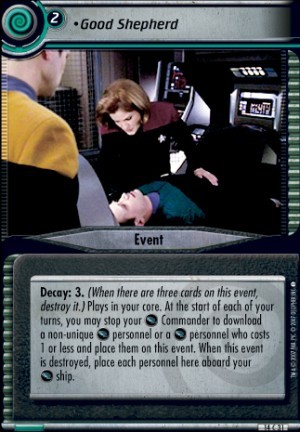 2
•Good Shepherd
Event
Decay: 3. (When there are three cards on this event,
destroy it.) Plays in your core. At the start of each of your
turns, you may stop your Commander to download
a non-unique personnel or a personnel who costs
1 or less and place them on this event. When this event
is destroyed, place each personnel here aboard your
ship.
14 C 31